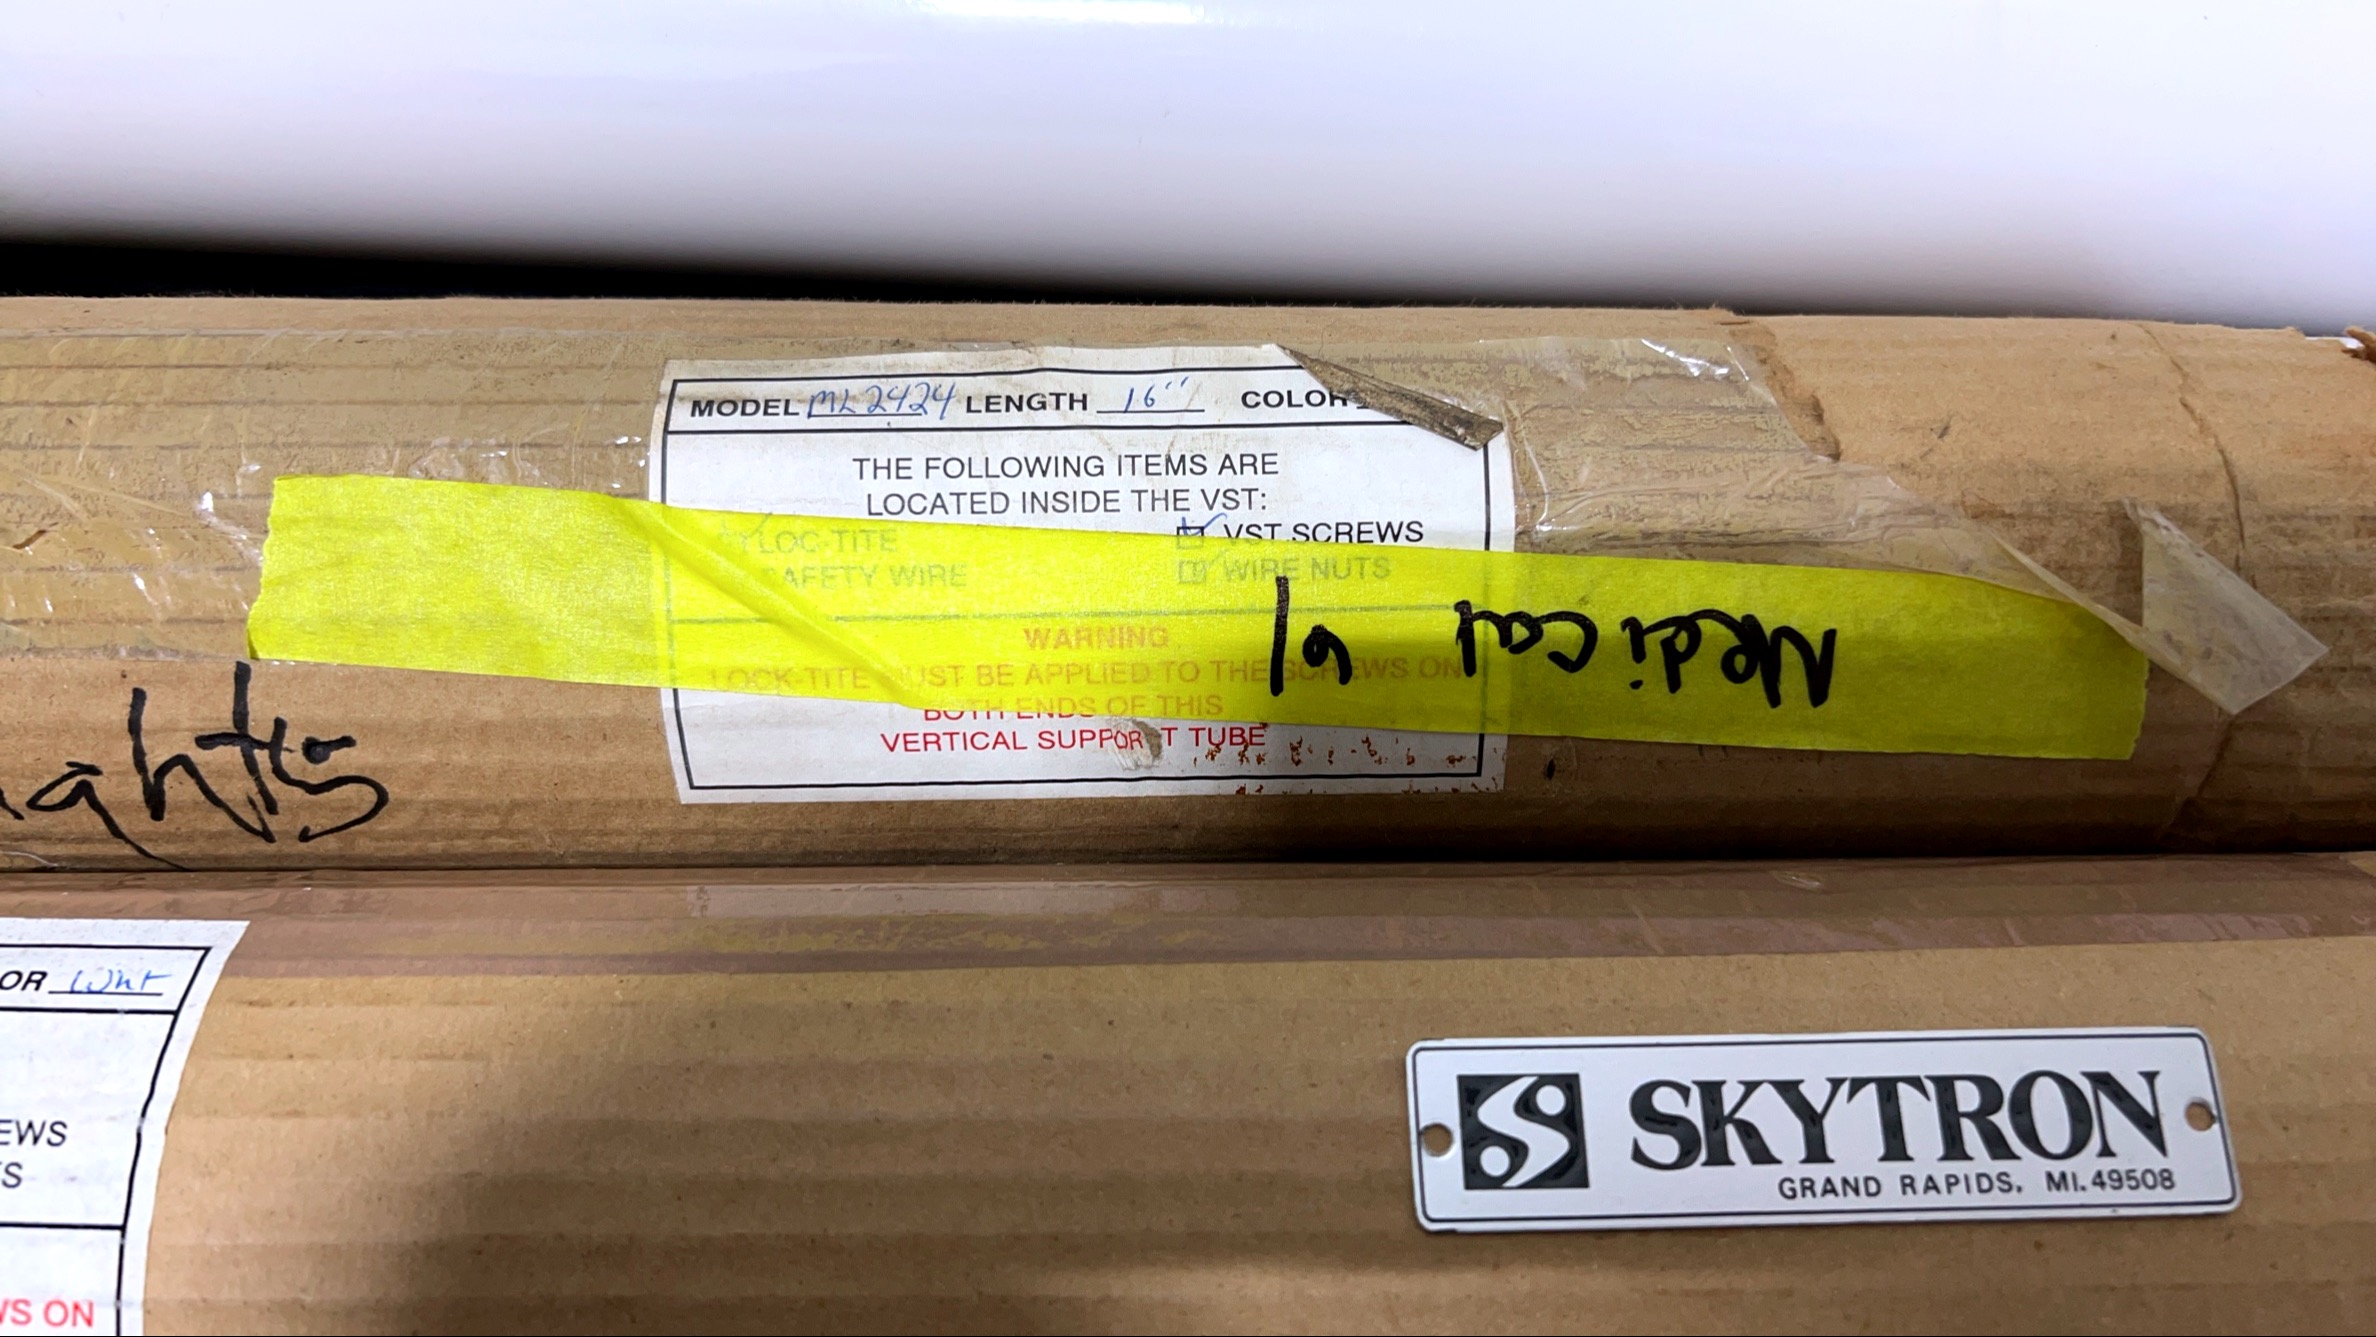 MODEL ML2424 LENGTH 16" COLOR
THE FOLLOWING ITEMS ARE
LOCATED INSIDE THE VST:
LOC-TITE VST SCREWS
SAFETY WIRE WIRE NUTS
WARNING
LOCK-TITE MUST BE APPLIED TO THE SCREWS ON
BOTH ENDS OF THIS
VERTICAL SUPPORT TUBE
Medical
ghts
OR Wht
EWS
S
WS ON
SKYTRON
GRAND RAPIDS, MI. 49508